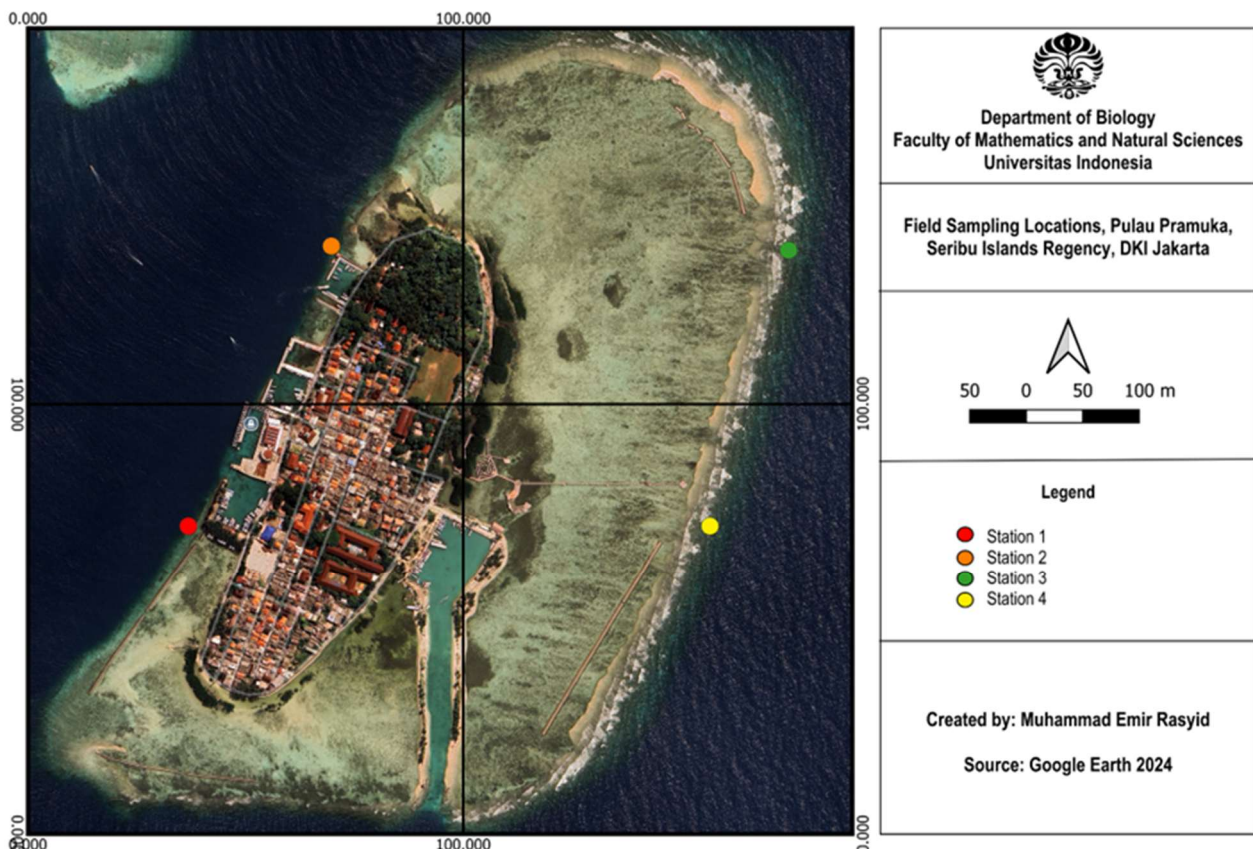 0.000 100.000
100.000
100.000
0.000
0.000 100.000
0.000
Department of Biology
Faculty of Mathematics and Natural Sciences
Universitas Indonesia
Field Sampling Locations, Pulau Pramuka,
Seribu Islands Regency, DKI Jakarta
50 0 50 100 m
Legend
Station 1
Station 2
Station 3
Station 4
Created by: Muhammad Emir Rasyid
Source: Google Earth 2024